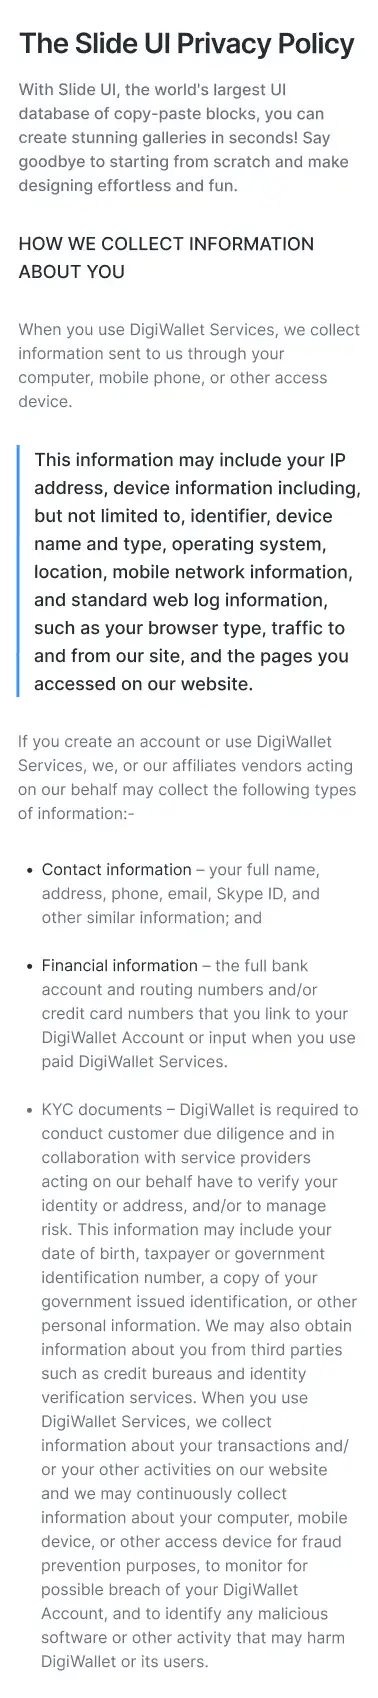 The Slide UI Privacy Policy
With Slide UI, the world's largest UI
database of copy-paste blocks, you can
create stunning galleries in seconds! Say
goodbye to starting from scratch and make
designing effortless and fun.
HOW WE COLLECT INFORMATION
ABOUT YOU
When you use DigiWallet Services, we collect
information sent to us through your
computer, mobile phone, or other access
device.
This information may include your IP
address, device information including,
but not limited to, identifier, device
name and type, operating system,
location, mobile network information,
and standard web log information,
such as your browser type, traffic to
and from our site, and the pages you
accessed on our website.
If you create an account or use DigiWallet
Services, we, or our affiliates vendors acting
on our behalf may collect the following types
of information:-
• Contact information – your full name,
address, phone, email, Skype ID, and
other similar information; and
• Financial information – the full bank
account and routing numbers and/or
credit card numbers that you link to your
DigiWallet Account or input when you use
paid DigiWallet Services.
• KYC documents – DigiWallet is required to
conduct customer due diligence and in
collaboration with service providers
acting on our behalf have to verify your
identity or address, and/or to manage
risk. This information may include your
date of birth, taxpayer or government
identification number, a copy of your
government issued identification, or other
personal information. We may also obtain
information about you from third parties
such as credit bureaus and identity
verification services. When you use
DigiWallet Services, we collect
information about your transactions and/
or your other activities on our website
and we may continuously collect
information about your computer, mobile
device, or other access device for fraud
prevention purposes, to monitor for
possible breach of your DigiWallet
Account, and to identify any malicious
software or other activity that may harm
DigiWallet or its users.